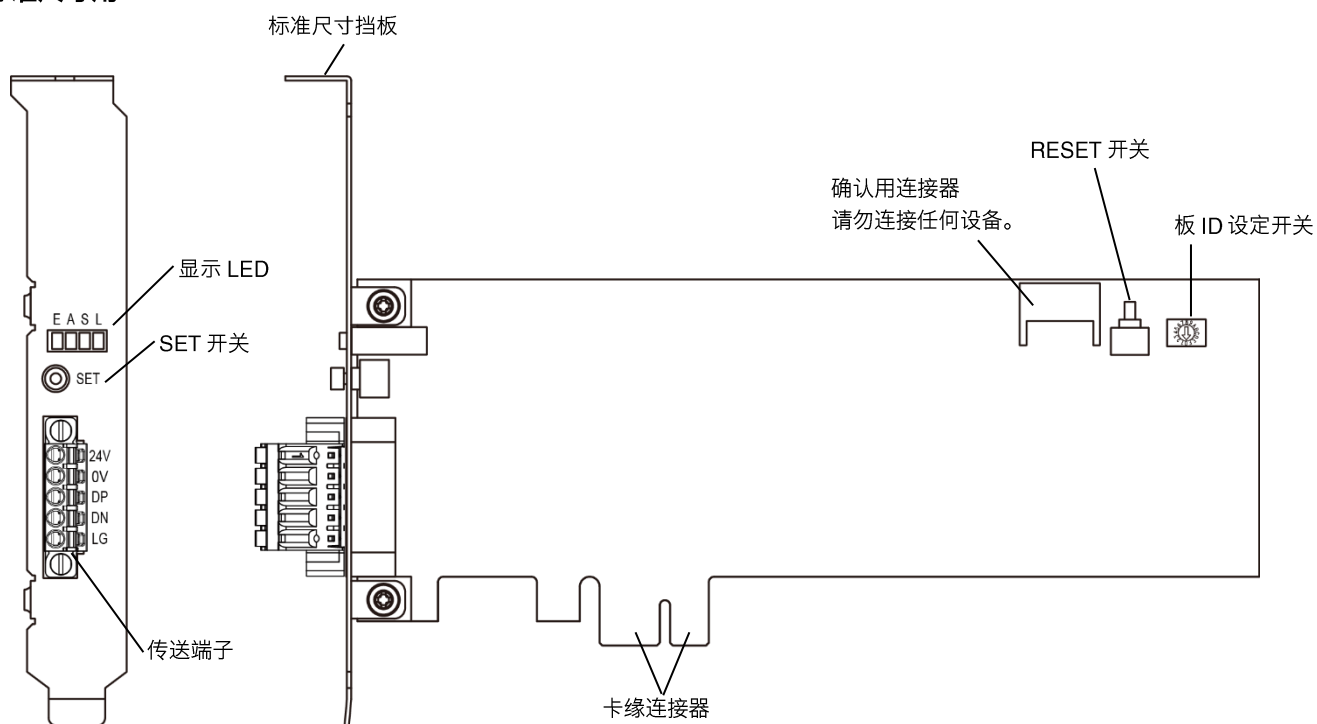 标准尺寸挡板
RESET 开关
确认用连接器
请勿连接任何设备。
板 ID 设定开关
显示 LED
E A S L
SET 开关
SET
24V
0V
DP
DN
LG
传送端子
卡缘连接器